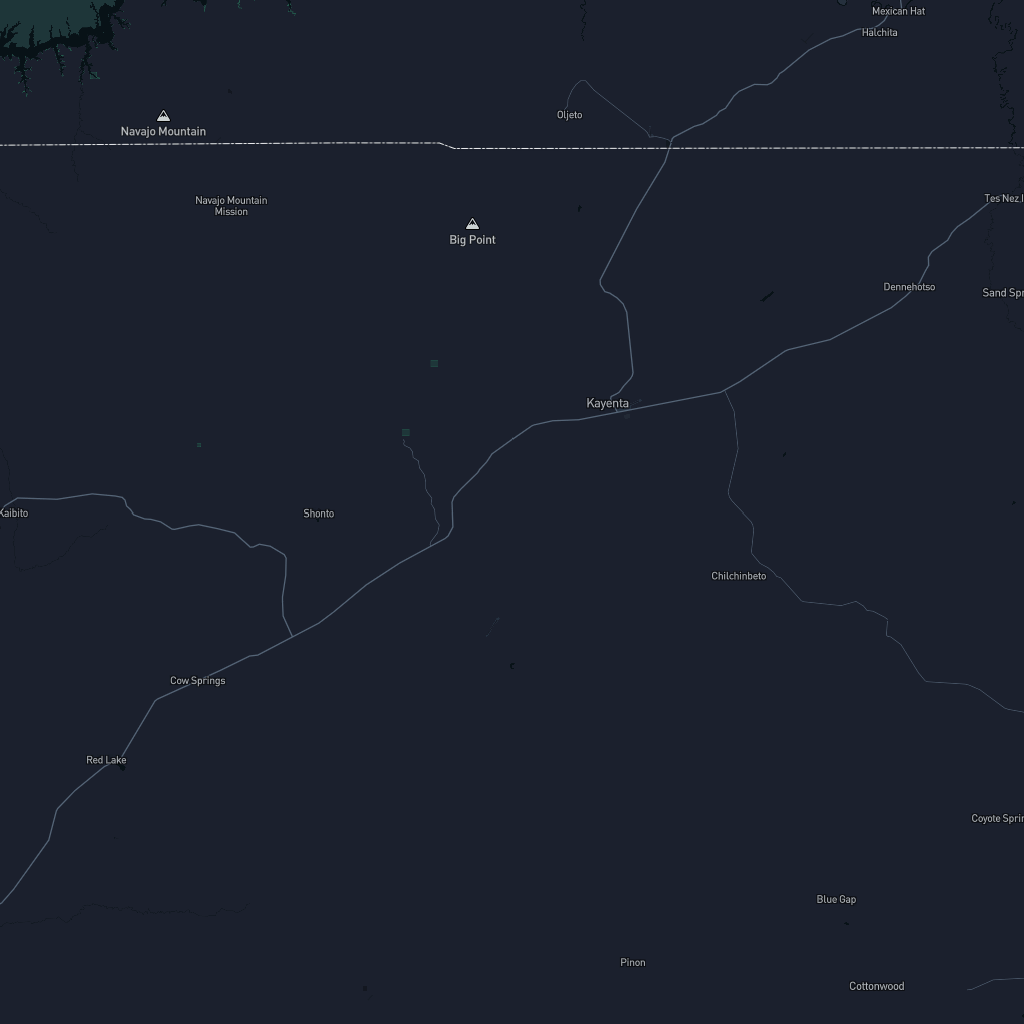 Mexican Hat
Halchita
Oljeto
Navajo Mountain
Navajo Mountain
Mission
Tes Nez I
Big Point
Dennehotso
Sand Spr
Kayenta
Kaibito
Shonto
Chilchinbeto
Cow Springs
Red Lake
Coyote Sprin
Blue Gap
Pinon
Cottonwood